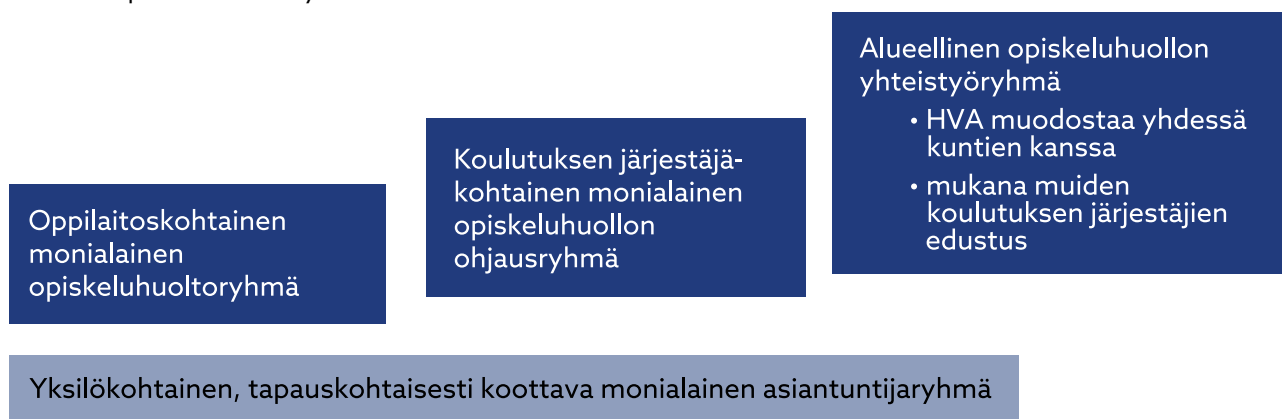 Alueellinen opiskeluhuollon
yhteistyöryhmä
• HVA muodostaa yhdessä
kuntien kanssa
• mukana muiden
koulutuksen järjestäjien
edustus
Koulutuksen järjestäjä-
kohtainen monialainen
opiskeluhuollon
ohjausryhmä
Oppilaitoskohtainen
monialainen
opiskeluhuoltoryhmä
Yksilökohtainen, tapauskohtaisesti koottava monialainen asiantuntijaryhmä